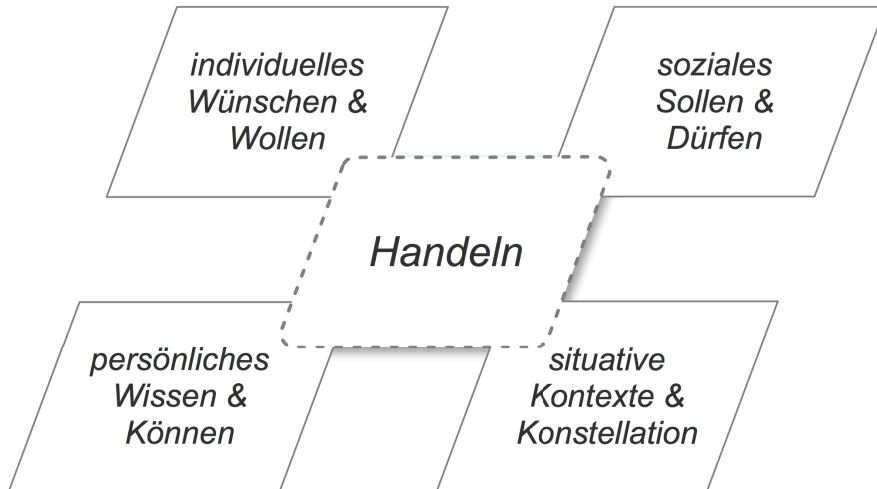 individuelles
Wünschen &
Wollen
soziales
Sollen &
Dürfen
Handeln
persönliches
Wissen &
Können
situative
Kontexte &
Konstellation